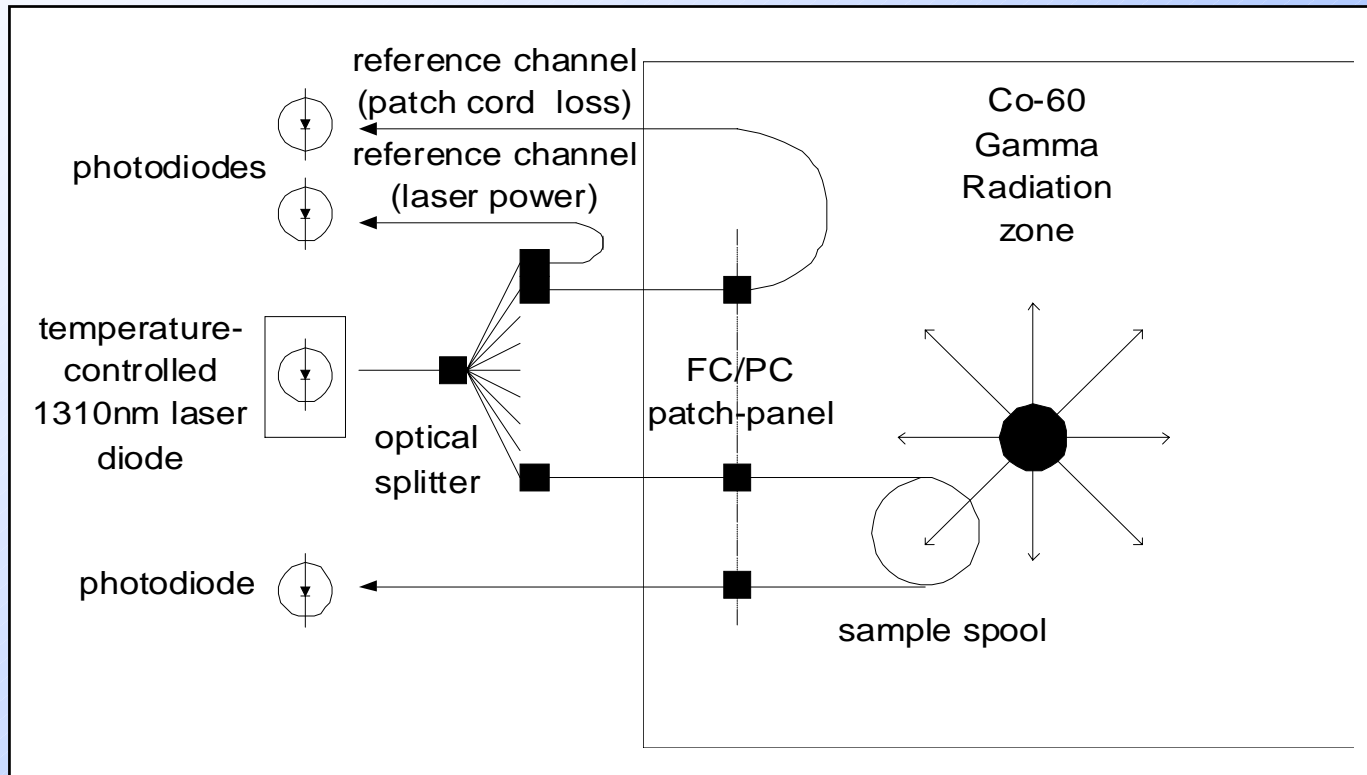 reference channel
(patch cord loss)
reference channel
(laser power)
photodiodes
Co-60
Gamma
Radiation
zone
temperature-
controlled
1310nm laser
diode
optical
splitter
FC/PC
patch-panel
photodiode
sample spool